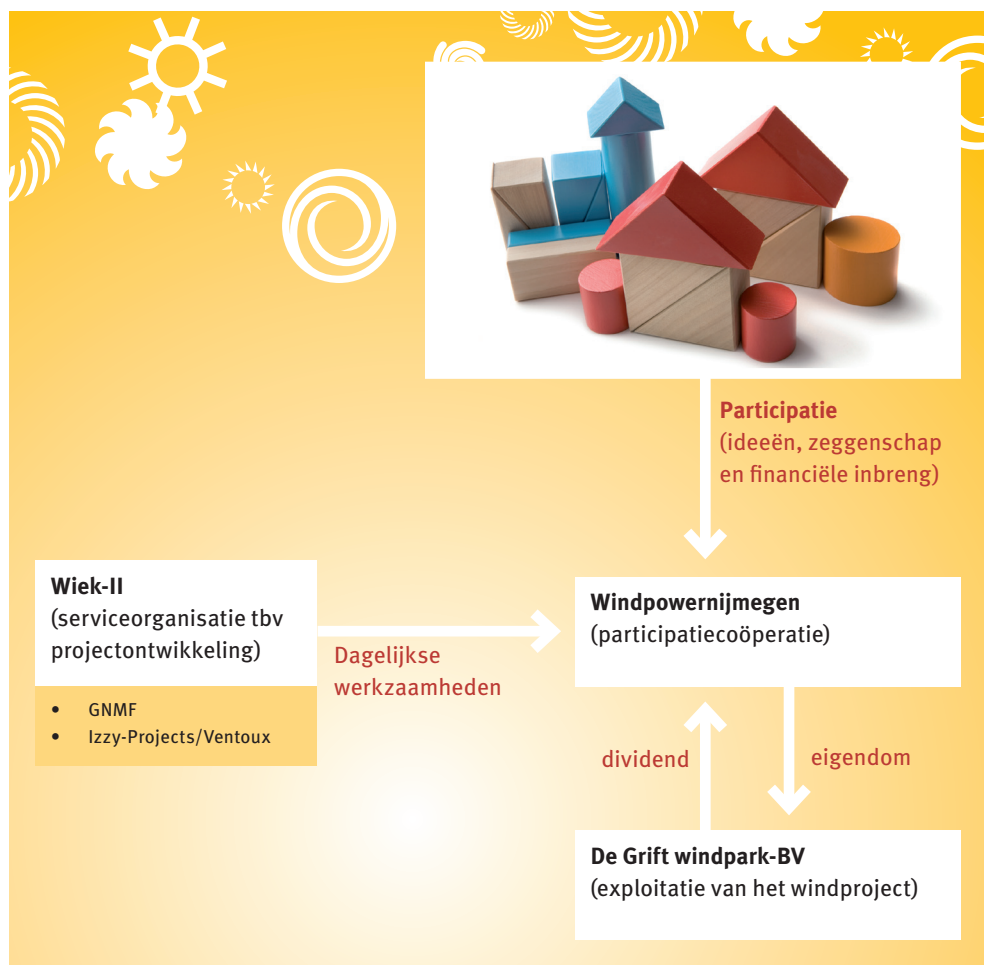 Participatie
(ideeën, zeggenschap
en financiële inbreng)
Wiek-II
(serviceorganisatie tbv
projectontwikkeling)
• GNMF
• Izzy-Projects/Ventoux
Dagelijkse
werkzaamheden
Windpowernijmegen
(participatiecoöperatie)
dividend
eigendom
De Grift windpark-BV
(exploitatie van het windproject)